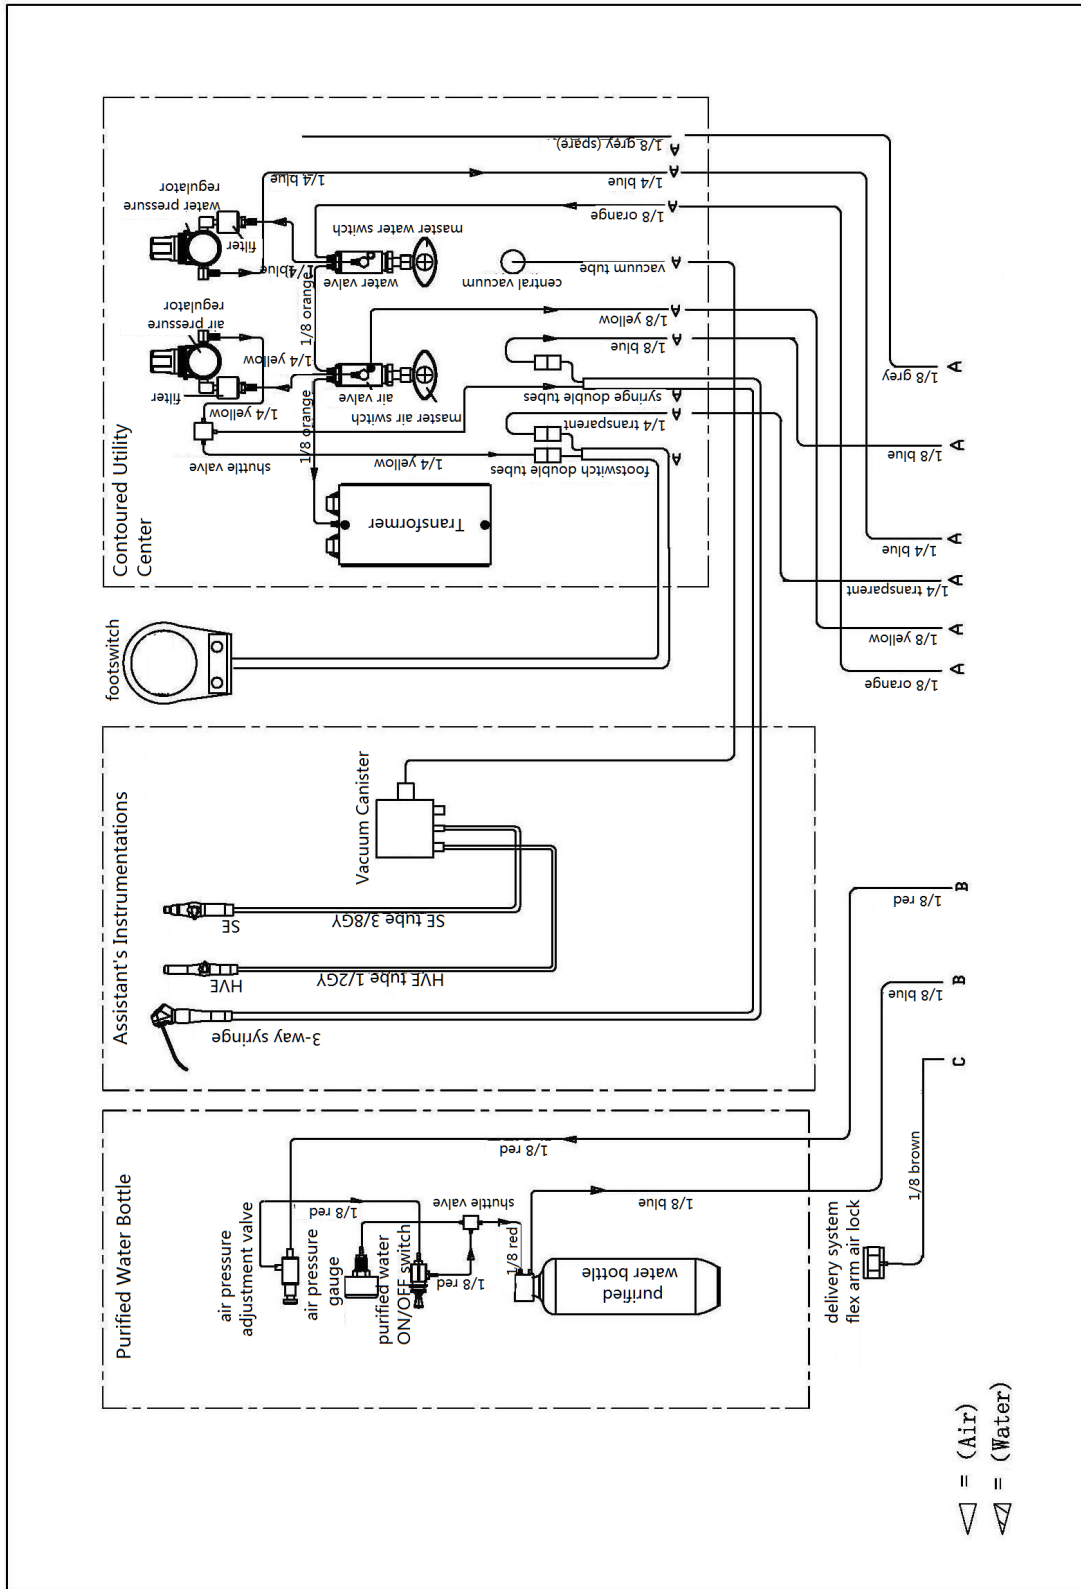 1/8 grey (spare)
A
1/4 blue
1/4 blue
A
1/8 orange
A
water pressure
regulator
filter
1/4 blue
master water switch
water valve
central vacuum
vacuum tube
A
1/8 orange
1/8 yellow
A
1/8 blue
A
air pressure
regulator
filter
1/4 yellow
1/4 yellow
air valve
master air switch
syringe double tubes
A
1/4 transparent
A
1/8 orange
shuttle valve
1/4 yellow
footswitch double tubes
A
Transformer
Contoured Utility
Center
1/8 grey
A
1/8 blue
A
1/4 blue
A
1/4 transparent
A
1/8 yellow
A
1/8 orange
A
footswitch
Assistant's Instrumentations
Vacuum Canister
SE
SE tube 3/8GY
HVE
HVE tube 1/2GY
3-way syringe
1/8 red
B
1/8 blue
B
C
1/8 brown
Purified Water Bottle
1/8 red
1/8 red
shuttle valve
1/8 red
1/8 red
1/8 blue
air pressure
adjustment valve
air pressure
gauge
purified water
ON/OFF switch
purified
water bottle
delivery system
flex arm air lock
= (Air)
= (Water)